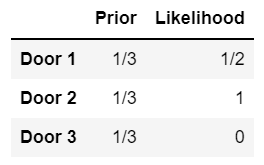 Prior Likelihood
Door 1 1/3 1/2
Door 2 1/3 1
Door 3 1/3 0